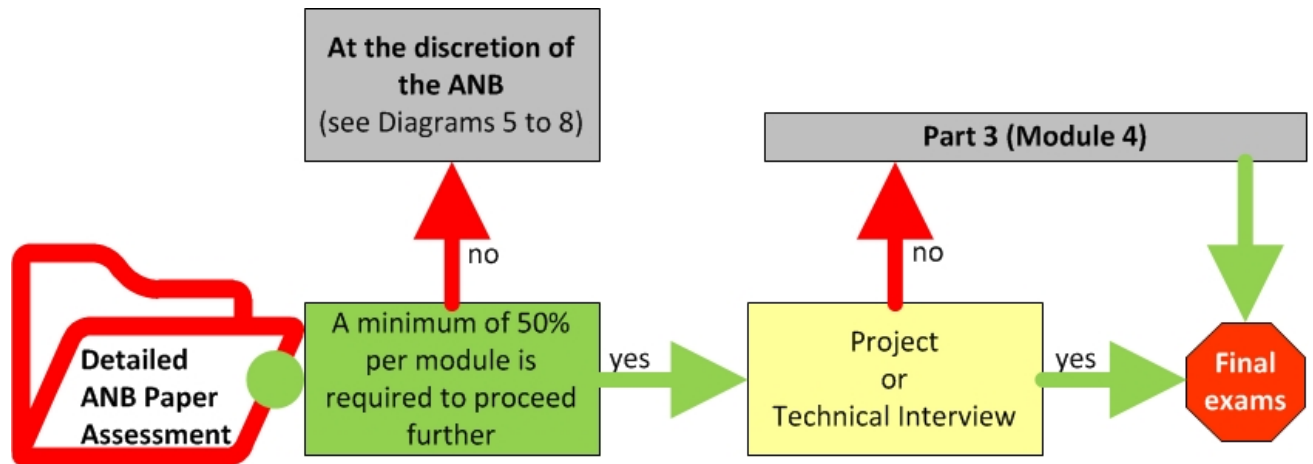 At the discretion of
the ANB
(see Diagrams 5 to 8)
Part 3 (Module 4)
no
no
Detailed
ANB Paper
Assessment
A minimum of 50%
per module is
required to proceed
further
yes
Project
or
Technical Interview
yes
Final
exams